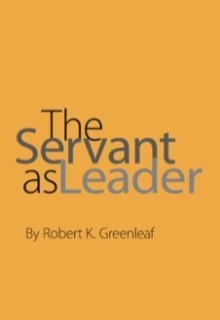 The
Servant
as Leader
By Robert K. Greenleaf